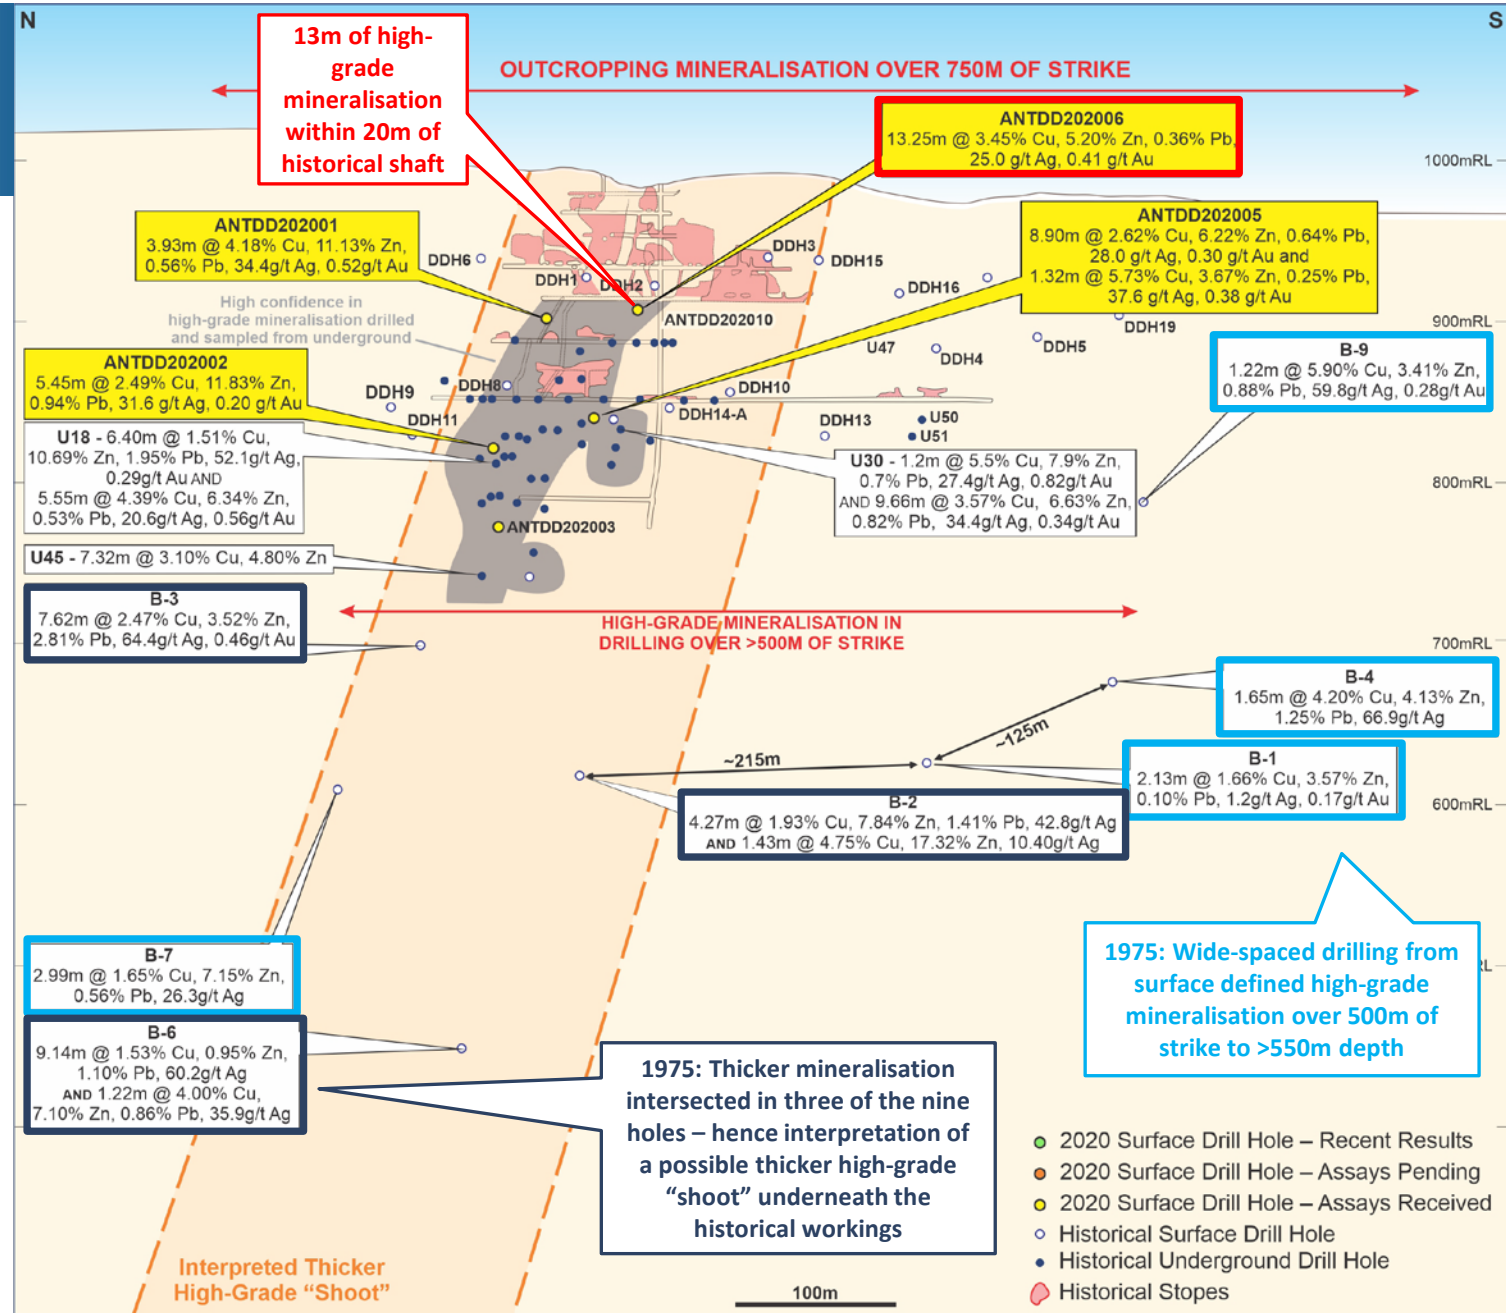 N
S
13m of high-
grade
mineralisation
within 20m of
historical shaft
OUTCROPPING MINERALISATION OVER 750M OF STRIKE
ANTDD202006
13.25m @ 3.45% Cu, 5.20% Zn, 0.36% Pb,
25.0 g/t Ag, 0.41 g/t Au
1000mRL
ANTDD202001
3.93m @ 4.18% Cu, 11.13% Zn,
0.56% Pb, 34.4g/t Ag, 0.52g/t Au
ANTDD202005
8.90m @ 2.62% Cu, 6.22% Zn, 0.64% Pb,
28.0 g/t Ag, 0.30 g/t Au and
1.32m @ 5.73% Cu, 3.67% Zn, 0.25% Pb,
37.6 g/t Ag, 0.38 g/t Au
DDH6
DDH3
DDH15
DDH1
DDH2
DDH16
High confidence in
high-grade mineralisation drilled
and sampled from underground
ANTDD202010
900mRL
DDH19
U47
DDH4
DDH5
B-9
1.22m @ 5.90% Cu, 3.41% Zn,
0.88% Pb, 59.8g/t Ag, 0.28g/t Au
ANTDD202002
5.45m @ 2.49% Cu, 11.83% Zn,
0.94% Pb, 31.6 g/t Ag, 0.20 g/t Au
DDH9
DDH8
DDH10
DDH14-A
DDH11
DDH13
U50
U51
U18 - 6.40m @ 1.51% Cu,
10.69% Zn, 1.95% Pb, 52.1g/t Ag,
0.29g/t Au AND
5.55m @ 4.39% Cu, 6.34% Zn,
0.53% Pb, 20.6g/t Ag, 0.56g/t Au
U30 - 1.2m @ 5.5% Cu, 7.9% Zn,
0.7% Pb, 27.4g/t Ag, 0.82g/t Au
AND 9.66m @ 3.57% Cu, 6.63% Zn,
0.82% Pb, 34.4g/t Ag, 0.34g/t Au
800mRL
ANTDD202003
U45 - 7.32m @ 3.10% Cu, 4.80% Zn
B-3
7.62m @ 2.47% Cu, 3.52% Zn,
2.81% Pb, 64.4g/t Ag, 0.46g/t Au
HIGH-GRADE MINERALISATION IN
DRILLING OVER >500M OF STRIKE
700mRL
B-4
1.65m @ 4.20% Cu, 4.13% Zn,
1.25% Pb, 66.9g/t Ag
~125m
~215m
B-1
2.13m @ 1.66% Cu, 3.57% Zn,
0.10% Pb, 1.2g/t Ag, 0.17g/t Au
600mRL
B-2
4.27m @ 1.93% Cu, 7.84% Zn, 1.41% Pb, 42.8g/t Ag
AND 1.43m @ 4.75% Cu, 17.32% Zn, 10.40g/t Ag
B-7
2.99m @ 1.65% Cu, 7.15% Zn,
0.56% Pb, 26.3g/t Ag
1975: Wide-spaced drilling from
surface defined high-grade
mineralisation over 500m of
strike to >550m depth
B-6
9.14m @ 1.53% Cu, 0.95% Zn,
1.10% Pb, 60.2g/t Ag
AND 1.22m @ 4.00% Cu,
7.10% Zn, 0.86% Pb, 35.9g/t Ag
1975: Thicker mineralisation
intersected in three of the nine
holes – hence interpretation of
a possible thicker high-grade
“shoot” underneath the
historical workings
2020 Surface Drill Hole – Recent Results
2020 Surface Drill Hole – Assays Pending
2020 Surface Drill Hole – Assays Received
Historical Surface Drill Hole
Historical Underground Drill Hole
Historical Stopes
Interpreted Thicker
High-Grade “Shoot”
100m